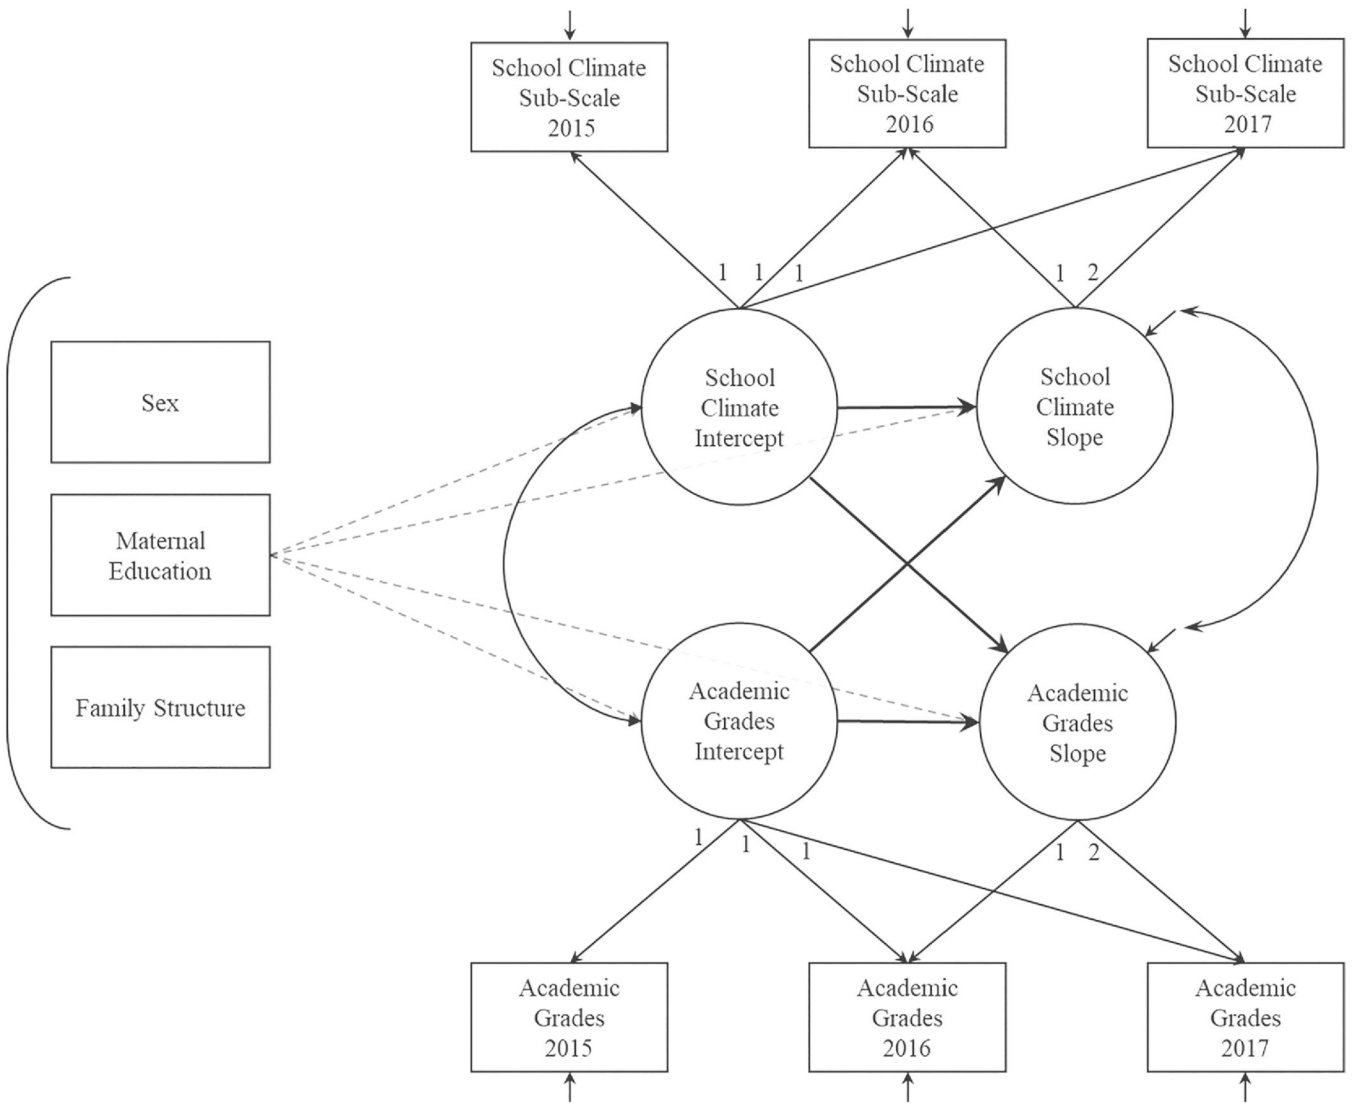 School Climate
Sub-Scale
2015
School Climate
Sub-Scale
2016
School Climate
Sub-Scale
2017
1 1 1
1 2
Sex
School
Climate
Intercept
School
Climate
Slope
Maternal
Education
Family Structure
Academic
Grades
Intercept
Academic
Grades
Slope
1 1 1
1 2
Academic
Grades
2015
Academic
Grades
2016
Academic
Grades
2017